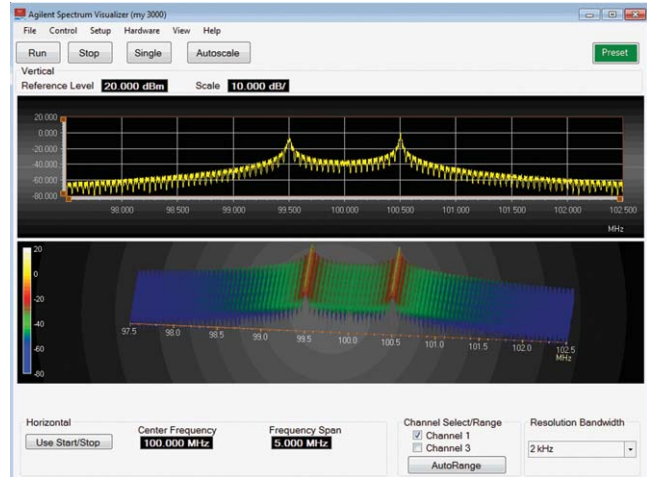 Agilent Spectrum Visualizer (my 3000)
File Control Setup Hardware View Help
Run Stop Single Autoscale Preset
Vertical
Reference Level 20.000 dBm Scale 10.000 dB/
20.000
0.000
-20.000
-40.000
-60.000
-80.000
98.000 98.500 99.000 99.500 100.000 100.500 101.000 101.500 102.000 102.500
MHz
20
0
-20
-40
-60
-80
97.5 98.0 98.5 99.0 99.5 100.0 100.5 101.0 101.5 102.0 102.5
MHz
Horizontal
Use Start/Stop
Center Frequency
100.000 MHz
Frequency Span
5.000 MHz
Channel Select/Range
Channel 1
Channel 3
AutoRange
Resolution Bandwidth
2 kHz